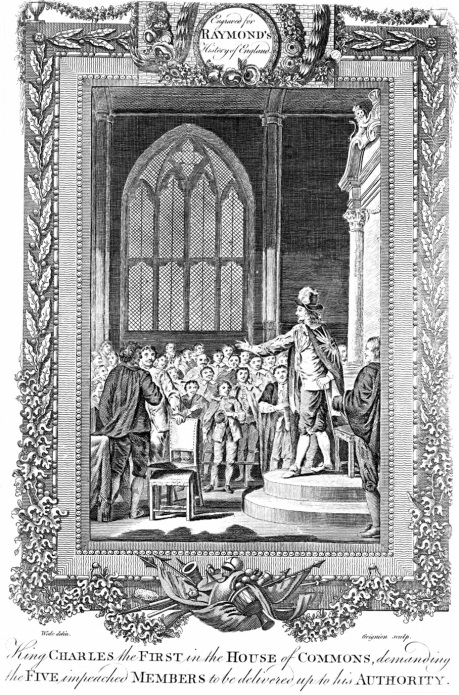 Engraved for
RAYMOND'S
History of England.
Wale delin.
Grignion sculp.
King CHARLES the FIRST in the HOUSE of COMMONS, demanding
the FIVE impeached MEMBERS to be delivered up to his AUTHORITY.